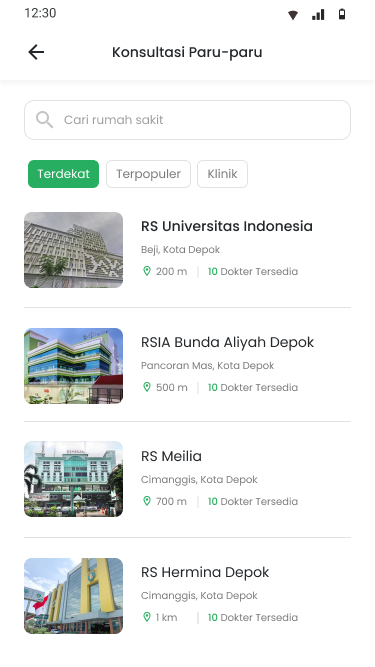 12:30
Konsultasi Paru-paru
Cari rumah sakit
Terdekat
Terpopuler
Klinik
RS Universitas Indonesia
Beji, Kota Depok
200 m
10 Dokter Tersedia
RSIA Bunda Aliyah Depok
Pancoran Mas, Kota Depok
500 m
10 Dokter Tersedia
RS Meilia
Cimanggis, Kota Depok
700 m
10 Dokter Tersedia
RS Hermina Depok
Cimanggis, Kota Depok
1 km
10 Dokter Tersedia